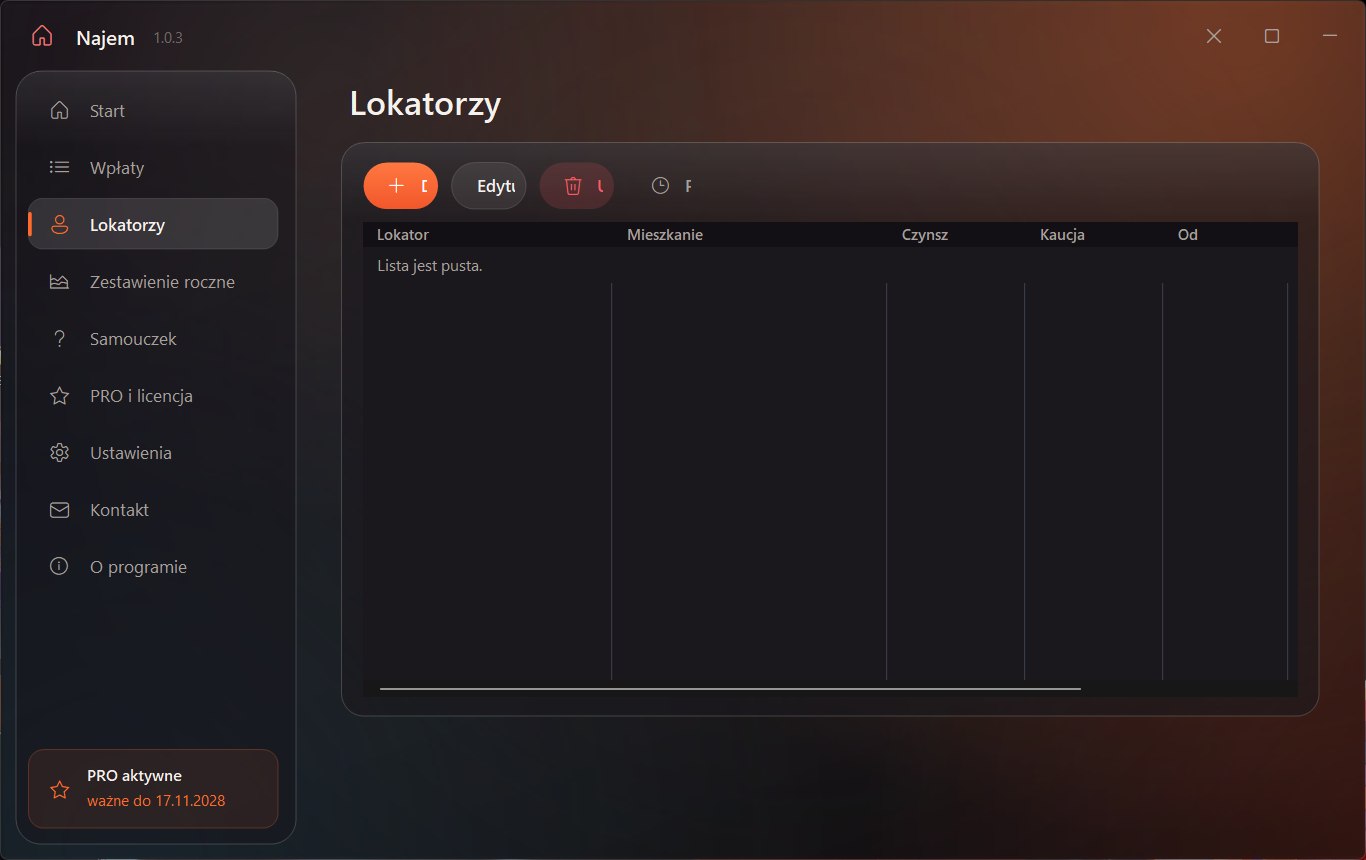 Najem 1.0.3
Start
Wpłaty
Lokatorzy
Zestawienie roczne
Samouczek
PRO i licencja
Ustawienia
Kontakt
O programie
PRO aktywne
ważne do 17.11.2028
Lokatorzy
Lokator Mieszkanie Czynsz Kaucja Od
Lista jest pusta.